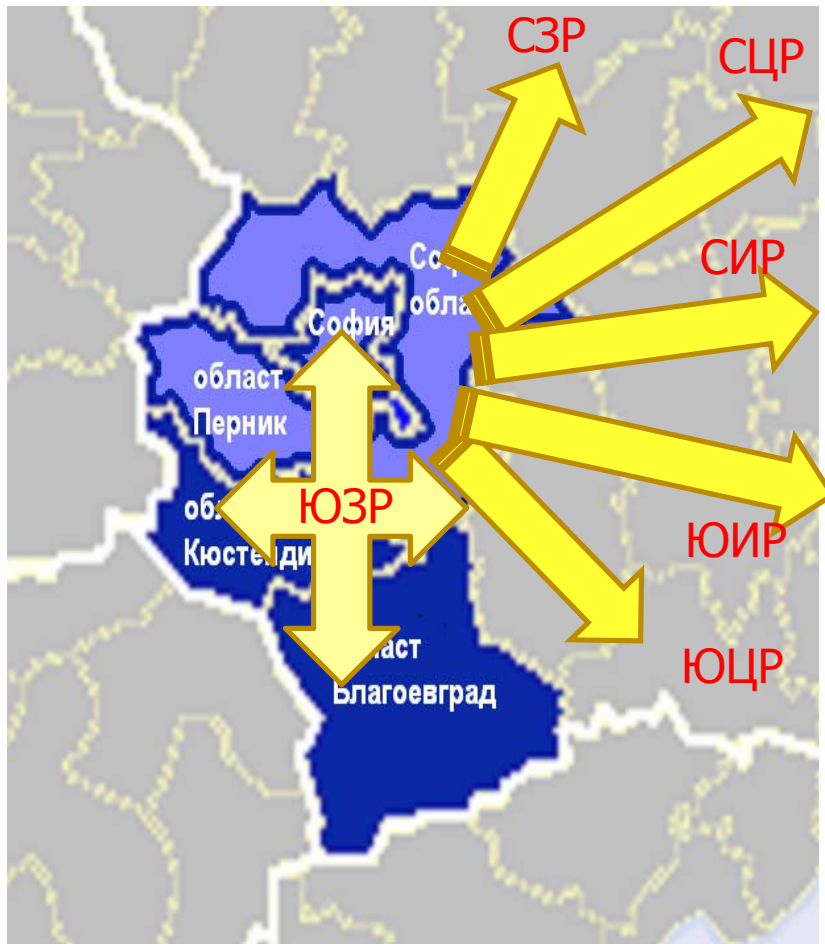 СЗР
СЦР
СИР
София
област
Перник
ЮЗР
Благоевград
ЮИР
ЮЦР